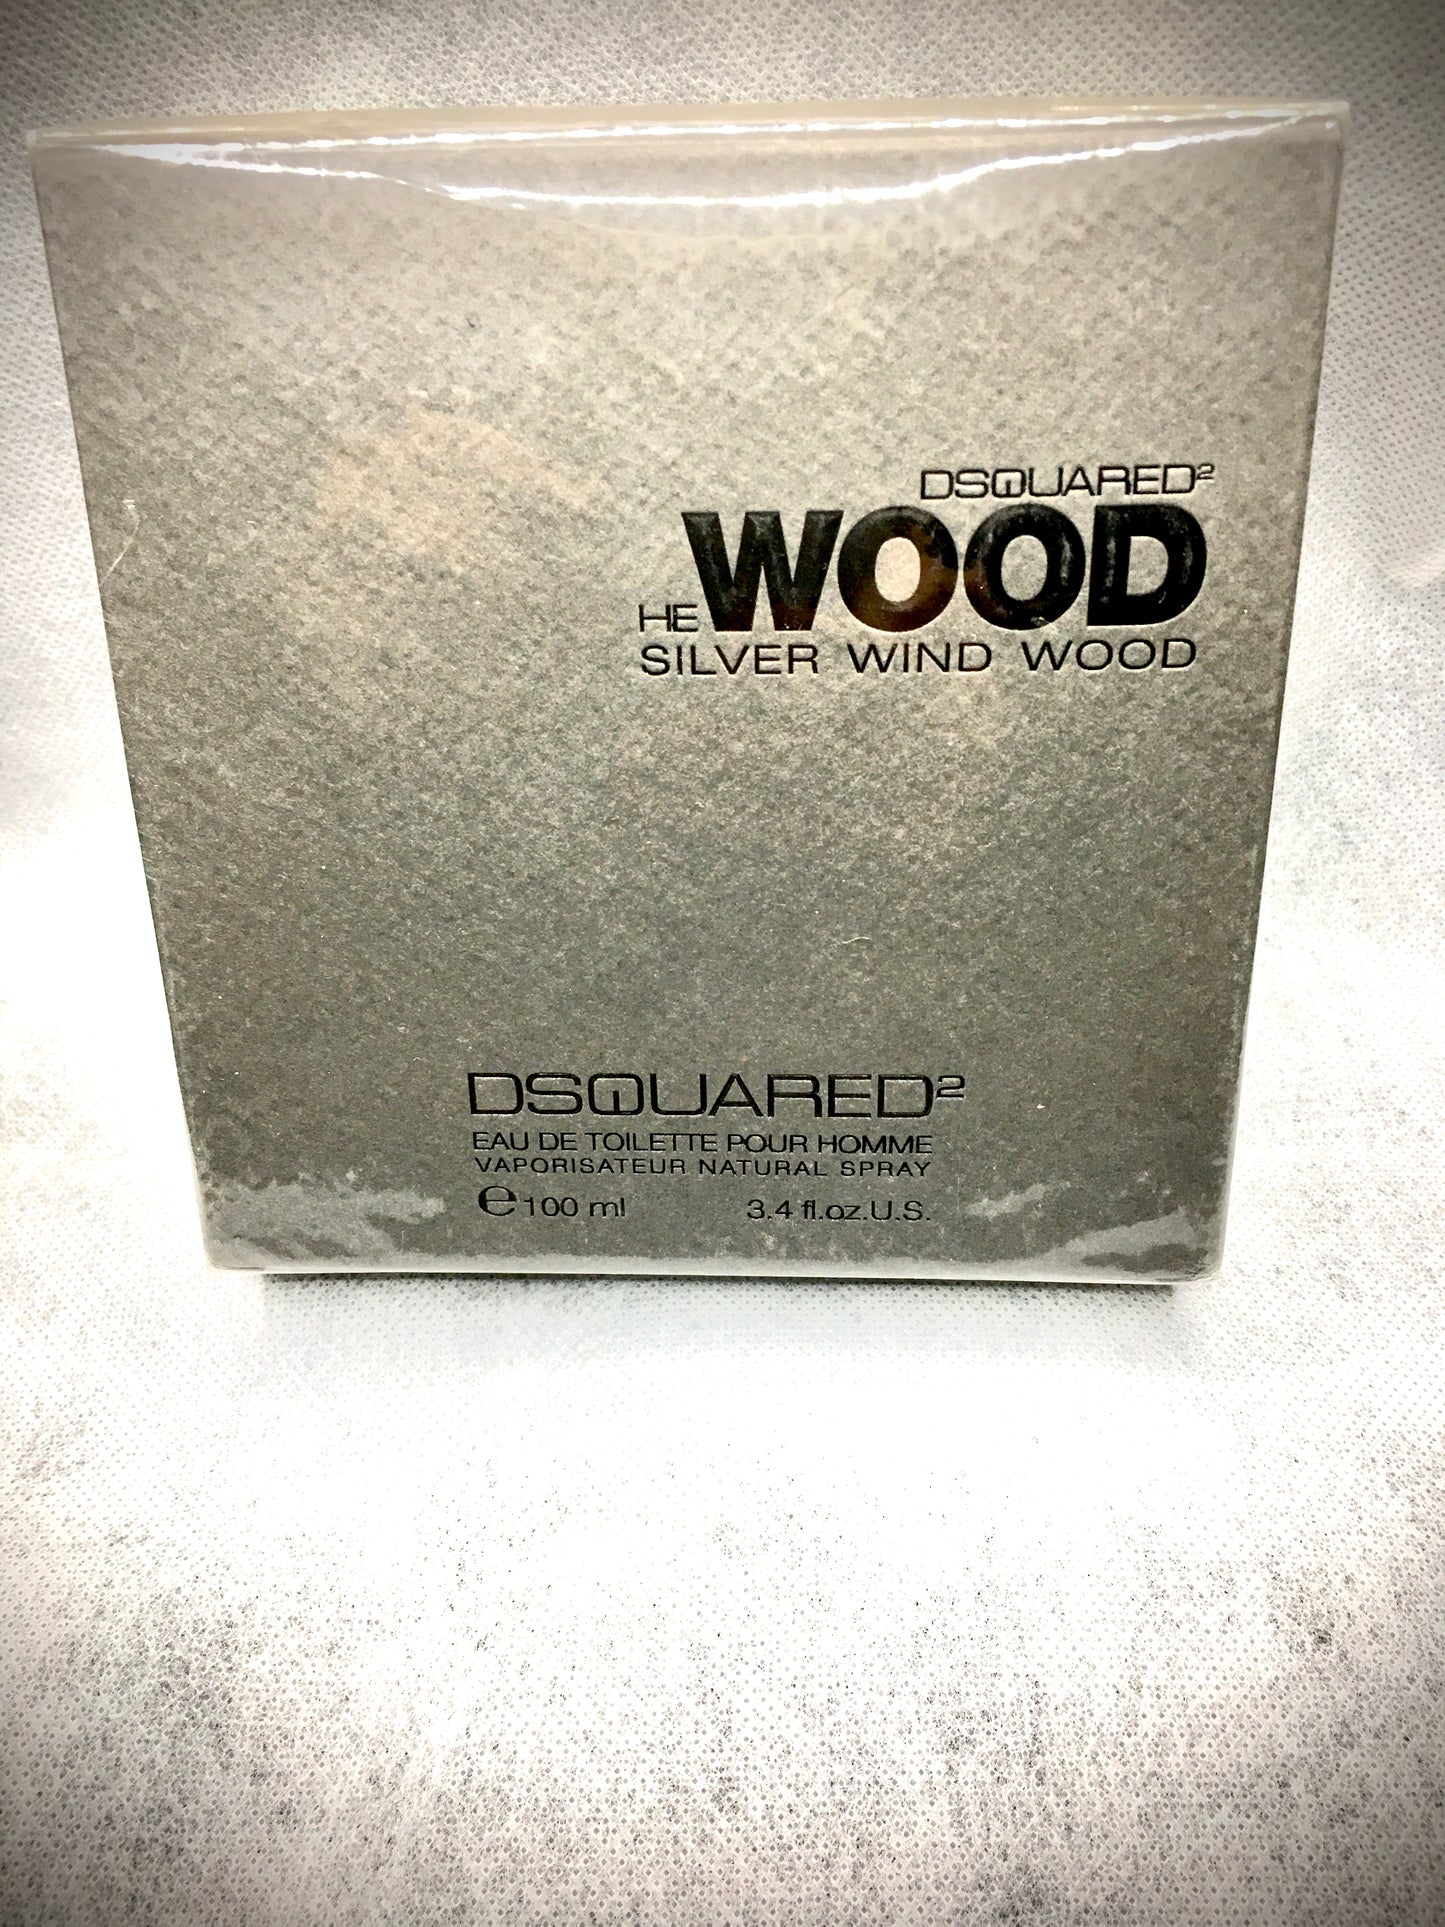 DSQUARED²
HE WOOD
SILVER WIND WOOD
DSQUARED²
EAU DE TOILETTE POUR HOMME
VAPORISATEUR NATURAL SPRAY
℮ 100 ml 3.4 fl.oz.U.S.